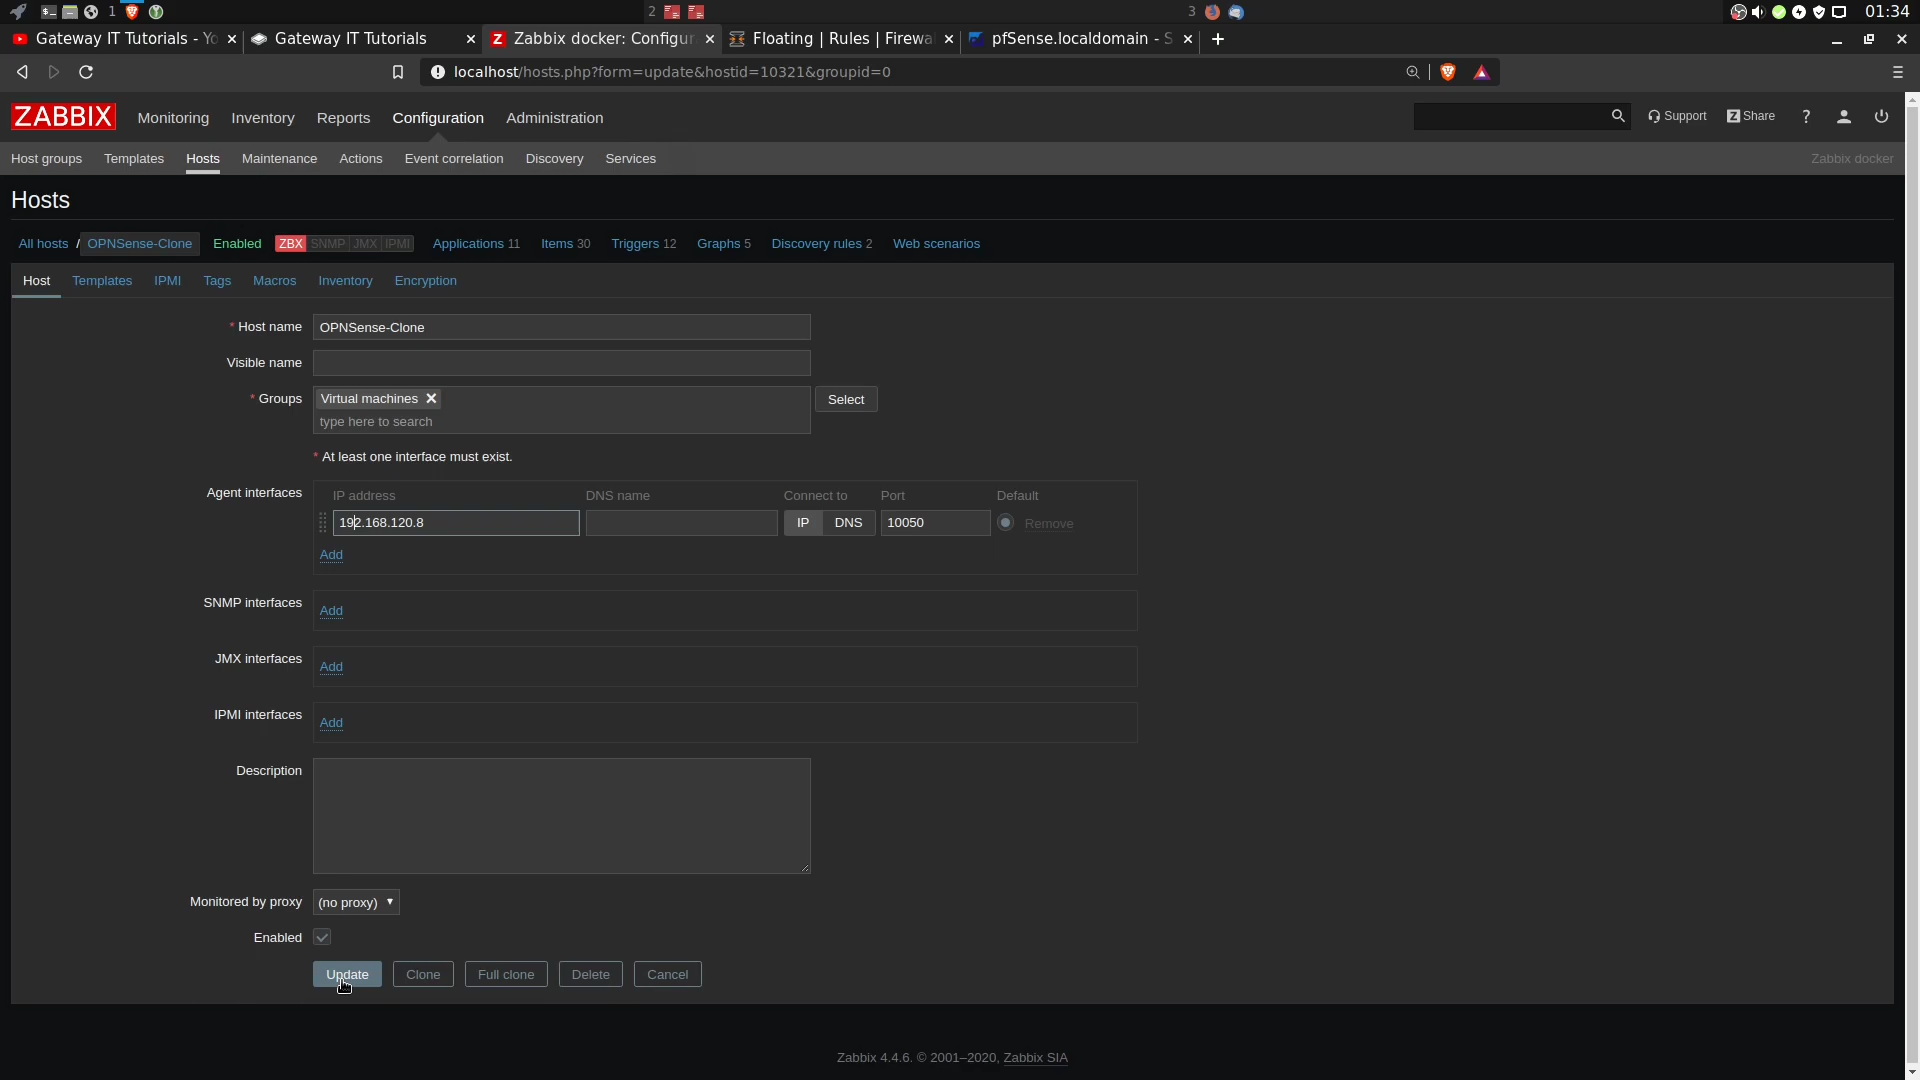 1
2
3
01:34
Gateway IT Tutorials - Yo
Gateway IT Tutorials
Z Zabbix docker: Configur
Floating | Rules | Firewa
pfSense.localdomain - S
localhost/hosts.php?form=update&hostid=10321&groupid=0
ZABBIX Monitoring Inventory Reports Configuration Administration
Support Z Share ?
Host groups Templates Hosts Maintenance Actions Event correlation Discovery Services Zabbix docker
Hosts
All hosts / OPNSense-Clone Enabled ZBX SNMP JMX IPMI Applications 11 Items 30 Triggers 12 Graphs 5 Discovery rules 2 Web scenarios
Host Templates IPMI Tags Macros Inventory Encryption
* Host name OPNSense-Clone
Visible name
* Groups Virtual machines Select
type here to search
* At least one interface must exist.
Agent interfaces IP address DNS name Connect to Port Default
192.168.120.8 IP DNS 10050 Remove
Add
SNMP interfaces Add
JMX interfaces Add
IPMI interfaces Add
Description
Monitored by proxy (no proxy)
Enabled
Update Clone Full clone Delete Cancel
Zabbix 4.4.6. © 2001–2020, Zabbix SIA